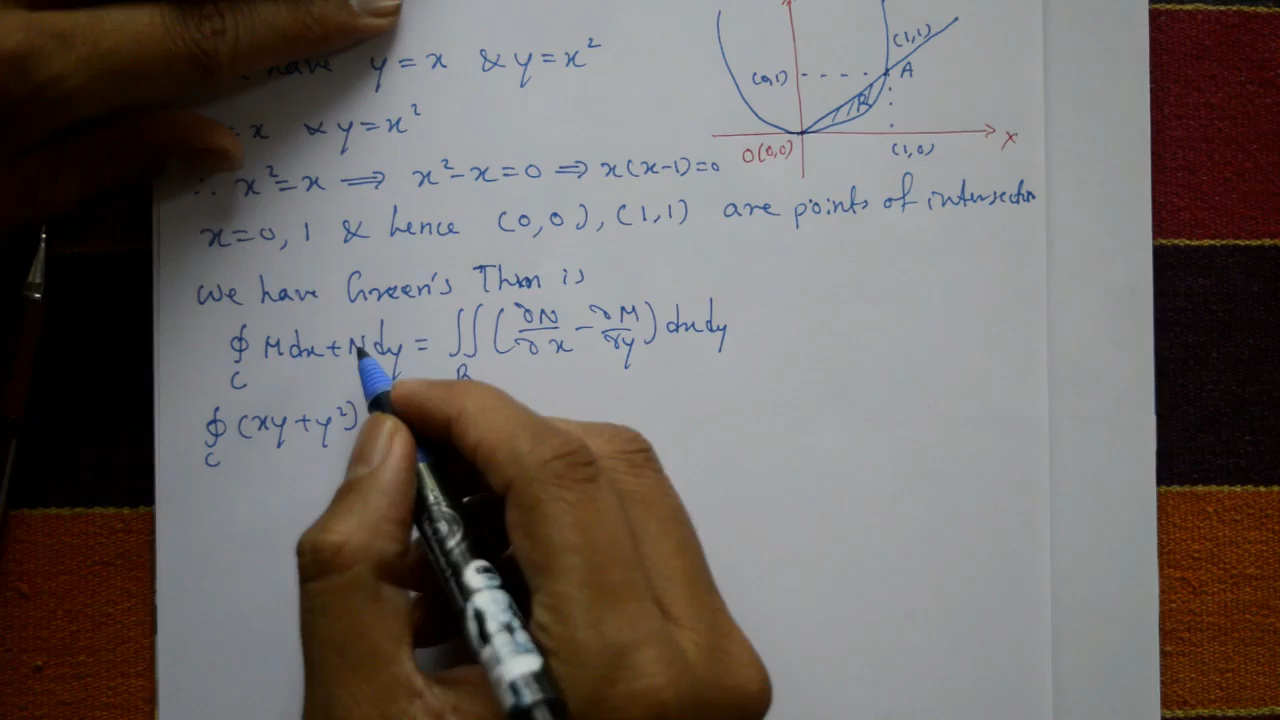 have y = x & y = x²
x & y = x²
∴ x² = x ⟹ x² - x = 0 ⟹ x(x-1) = 0
x = 0, 1 & hence (0,0), (1,1) are points of intersection
We have Green's Thm is
∮_C M dx + N dy = ∬_R (∂N/∂x - ∂M/∂y) dx dy
∮_C (xy + y²)
(1,1)
(0,1)
A
R
O(0,0)
(1,0)
X